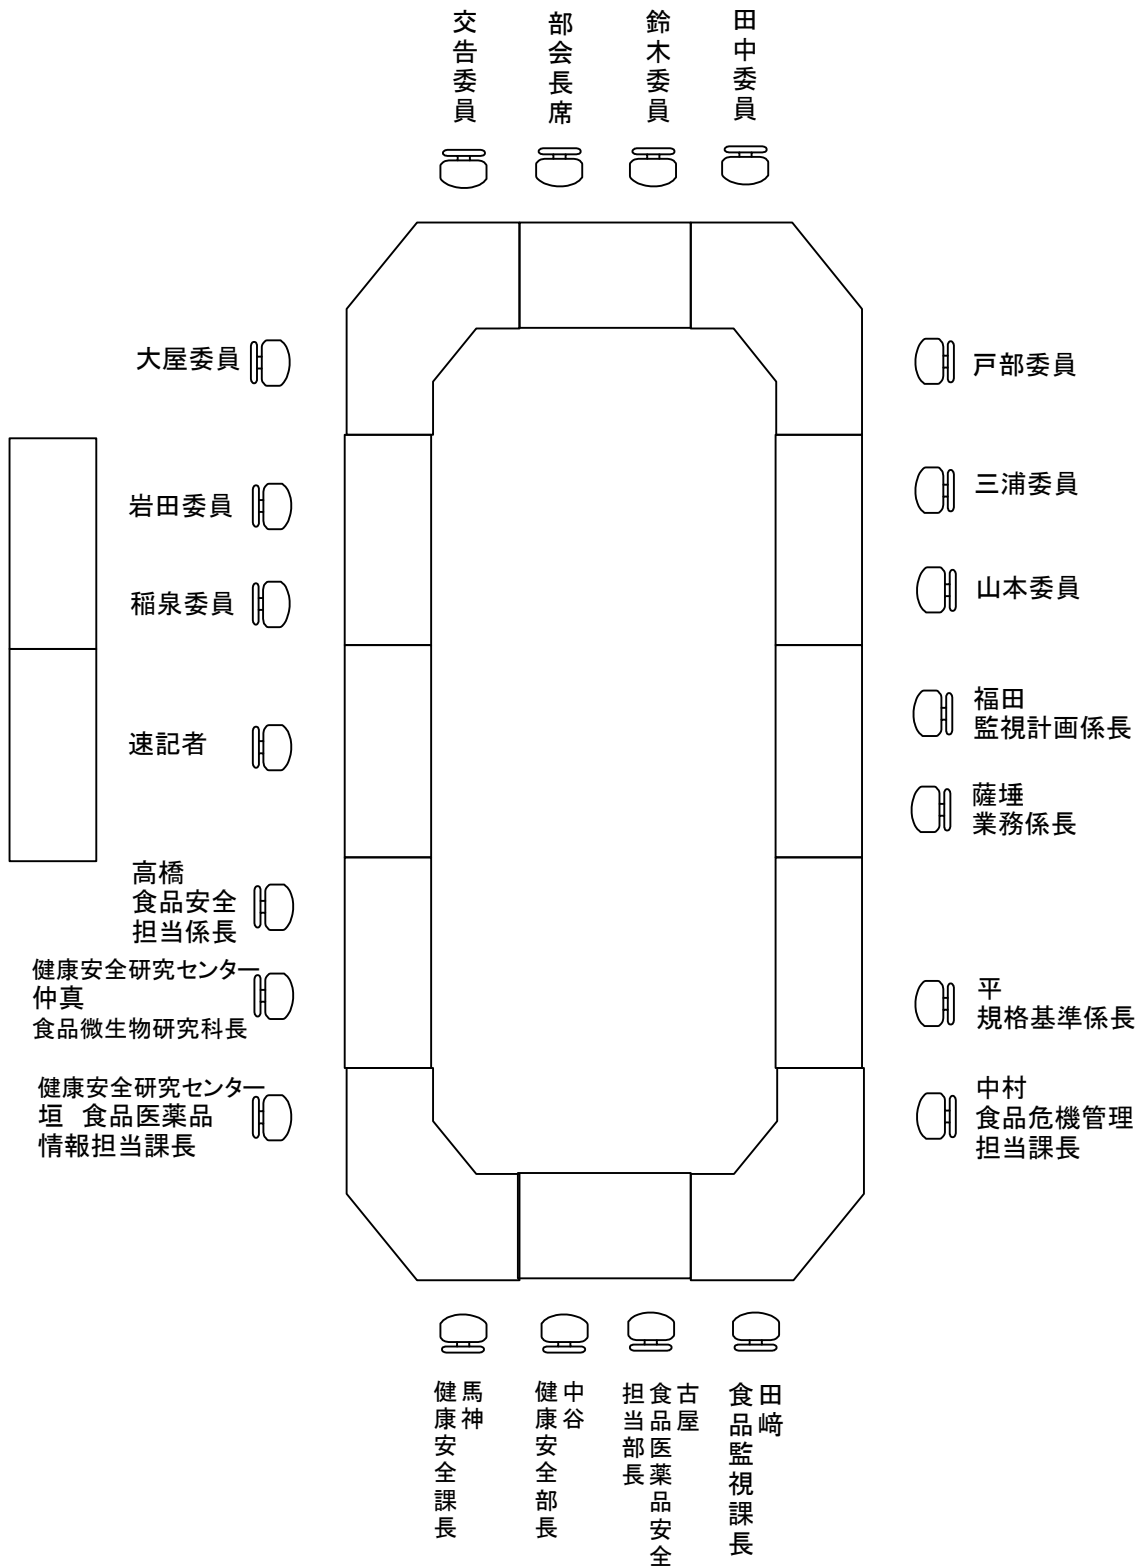 交告委員
部会長席
鈴木委員
田中委員
大屋委員
戸部委員
岩田委員
三浦委員
稲泉委員
山本委員
速記者
福田
監視計画係長
薩埵
業務係長
高橋
食品安全
担当係長
健康安全研究センター
仲真
食品微生物研究科長
平
規格基準係長
健康安全研究センター
垣 食品医薬品
情報担当課長
中村
食品危機管理
担当課長
馬神
健康安全課長
中谷
健康安全部長
古屋
食品医薬品安全
担当部長
田﨑
食品監視課長